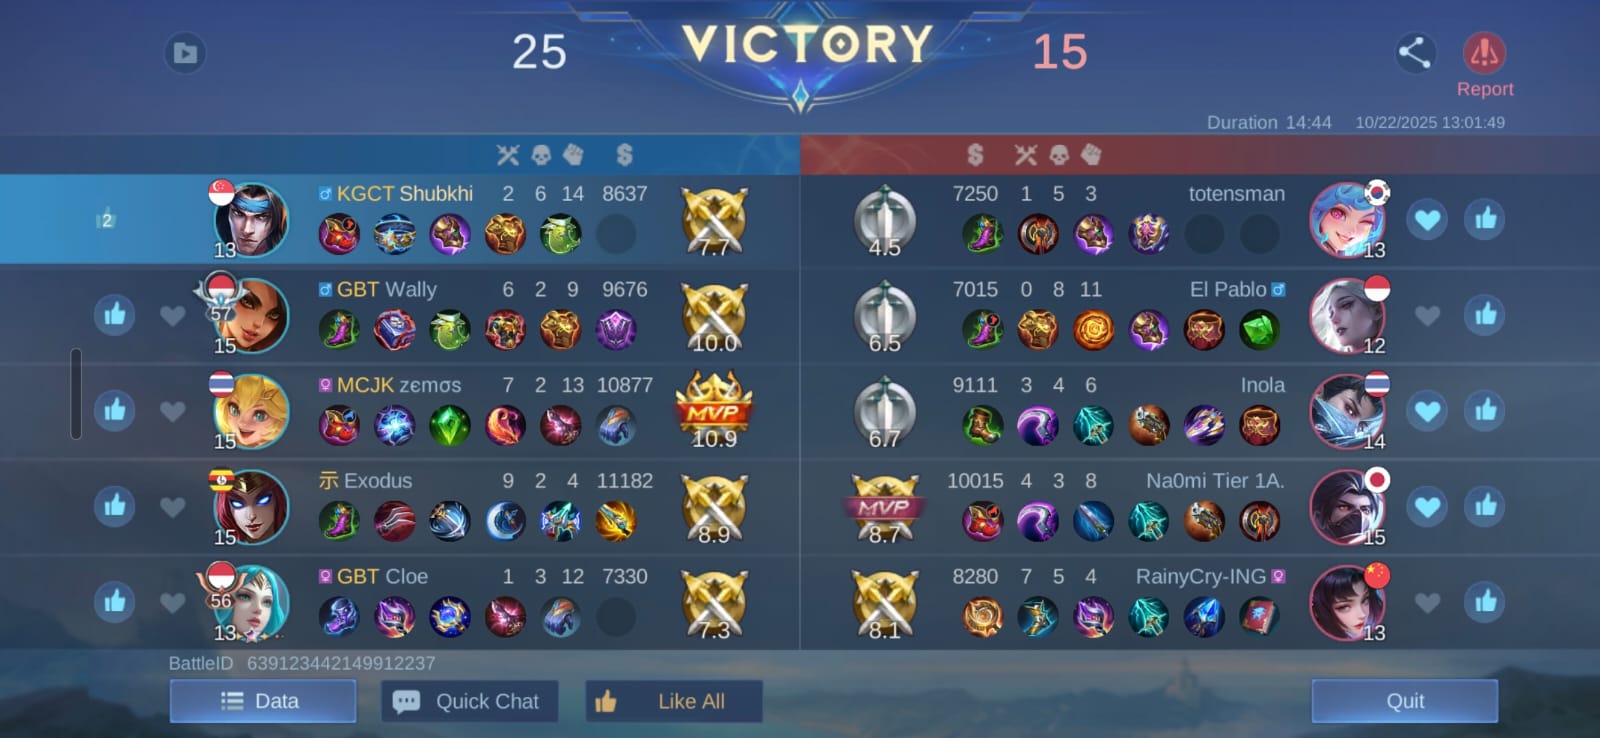 25 VICTORY 15
Report
Duration 14:44 10/22/2025 13:01:49
2 13 KGCT Shubkhi 2 6 14 8637 7.7
4.5 7250 1 5 3 totensman 13
57 15 GBT Wally 6 2 9 9676 10.0
6.5 7015 0 8 11 El Pablo 12
15 MCJK zєmσs 7 2 13 10877 MVP 10.9
6.7 9111 3 4 6 Inola 14
15 示 Exodus 9 2 4 11182 8.9
MVP 8.7 10015 4 3 8 Na0mi Tier 1A. 15
56 13 GBT Cloe 1 3 12 7330 7.3
8.1 8280 7 5 4 RainyCry-ING 13
BattleID 639123442149912237
Data Quick Chat Like All Quit